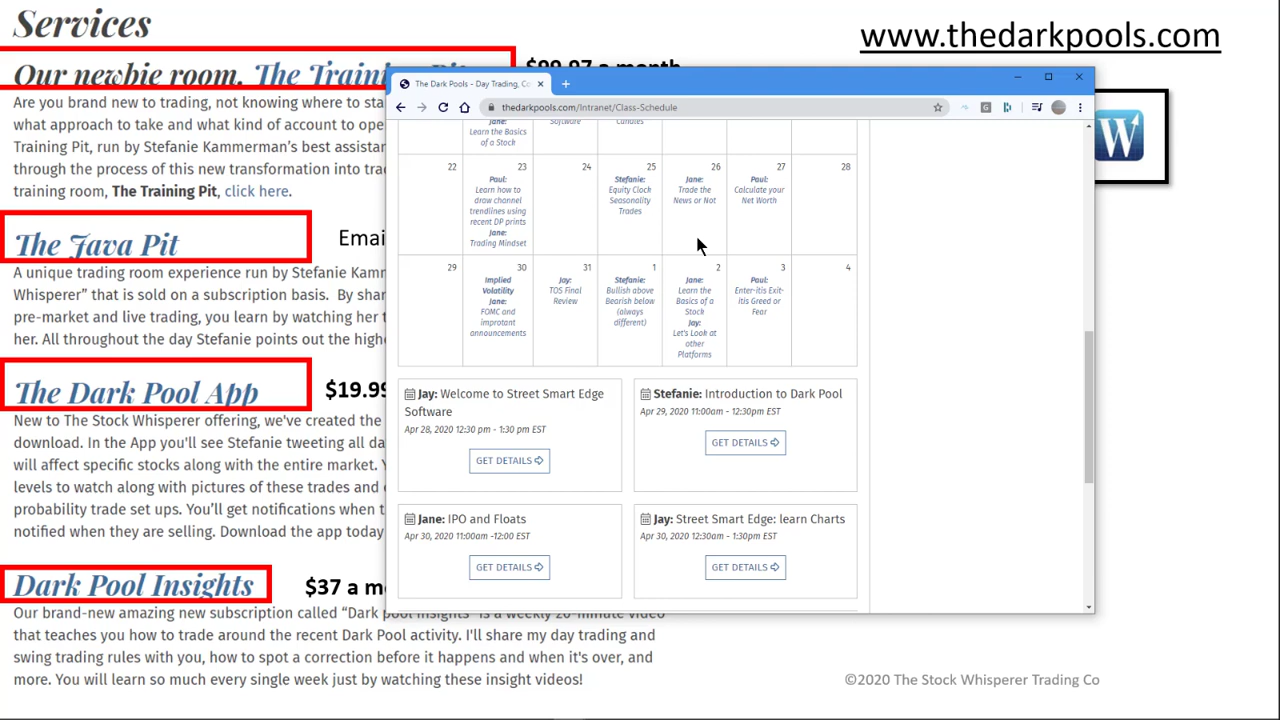 Services
www.thedarkpools.com
Our newbie room, The Training Pit
$99.97 a month
Are you brand new to trading, not knowing where to sta
what approach to take and what kind of account to ope
Training Pit, run by Stefanie Kammerman's best assistan
through the process of this new transformation into tra
training room, The Training Pit, click here.
The Java Pit
Emai
A unique trading room experience run by Stefanie Kamm
Whisperer" that is sold on a subscription basis. By shar
pre-market and live trading, you learn by watching her t
her. All throughout the day Stefanie points out the highe
The Dark Pool App
$19.99
New to The Stock Whisperer offering, we've created the
download. In the App you'll see Stefanie tweeting all da
will affect specific stocks along with the entire market. Y
levels to watch along with pictures of these trades and
probability trade set ups. You'll get notifications when t
notified when they are selling. Download the app today
Dark Pool Insights
$37 a m
Our brand-new amazing new subscription called "Dark pool Insights" is a weekly 20-minute video
that teaches you how to trade around the recent Dark Pool activity. I'll share my day trading and
swing trading rules with you, how to spot a correction before it happens and when it's over, and
more. You will learn so much every single week just by watching these insight videos!
©2020 The Stock Whisperer Trading Co
W
The Dark Pools - Day Trading, Co
thedarkpools.com/Intranet/Class-Schedule
Jane:
Learn the Basics
of a Stock
Software
Candles
22
23
Paul:
Learn how to
draw channel
trendlines using
recent DP prints
Jane:
Trading Mindset
24
25
Stefanie:
Equity Clock
Seasonality
Trades
26
Jane:
Trade the
News or Not
27
Paul:
Calculate your
Net Worth
28
29
30
Implied
Volatility
Jane:
FOMC and
improtant
announcements
31
Jay:
TOS Final
Review
1
Stefanie:
Bullish above
Bearish below
(always
different)
2
Jane:
Learn the
Basics of a
Stock
Jay:
Let's Look at
other
Platforms
3
Paul:
Enter-itis Exit-
itis Greed or
Fear
4
Jay: Welcome to Street Smart Edge
Software
Apr 28, 2020 12:30 pm - 1:30 pm EST
GET DETAILS
Stefanie: Introduction to Dark Pool
Apr 29, 2020 11:00am - 12:30pm EST
GET DETAILS
Jane: IPO and Floats
Apr 30, 2020 11:00am -12:00 EST
GET DETAILS
Jay: Street Smart Edge: learn Charts
Apr 30, 2020 12:30am - 1:30pm EST
GET DETAILS